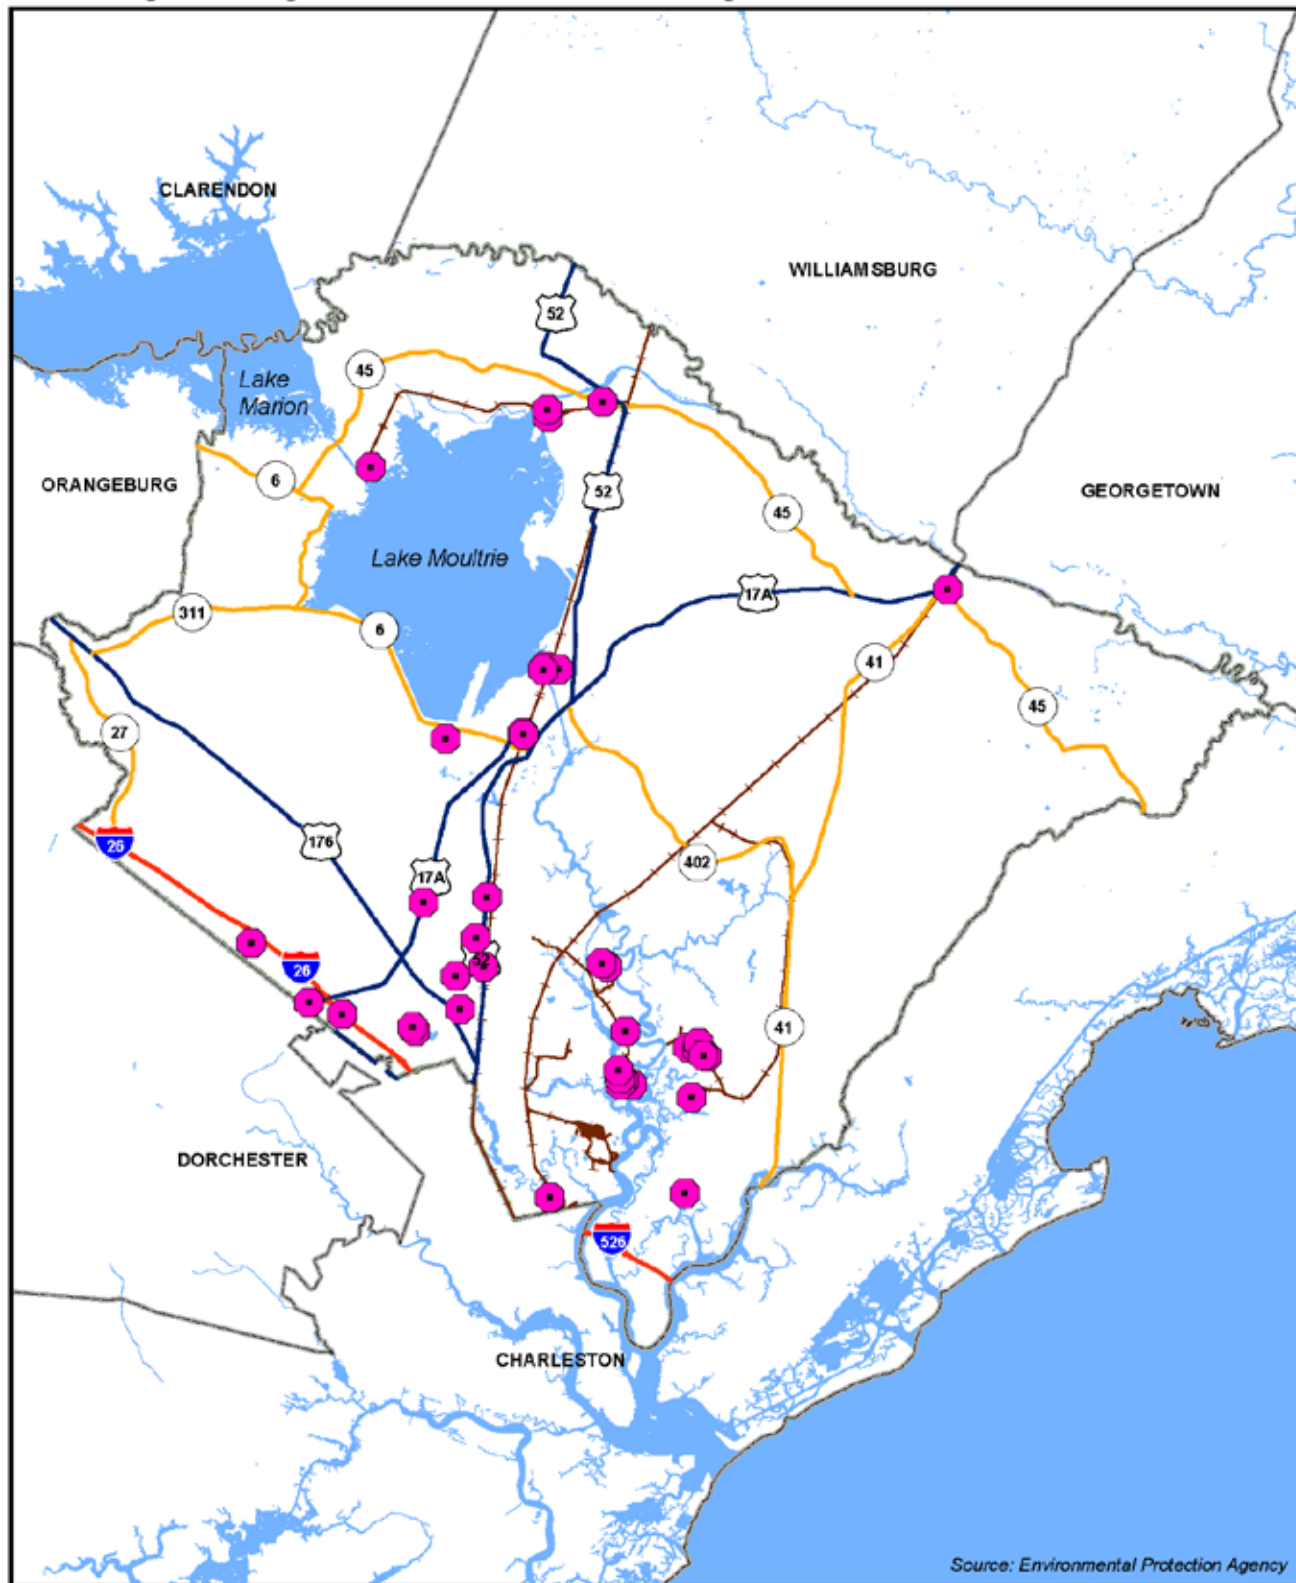 CLARENDON
WILLIAMSBURG
52
45
Lake
Marion
ORANGEBURG
6
52
GEORGETOWN
45
Lake Moultrie
17A
311
6
41
45
27
176
26
402
17A
52
26
41
DORCHESTER
526
CHARLESTON
Source: Environmental Protection Agency